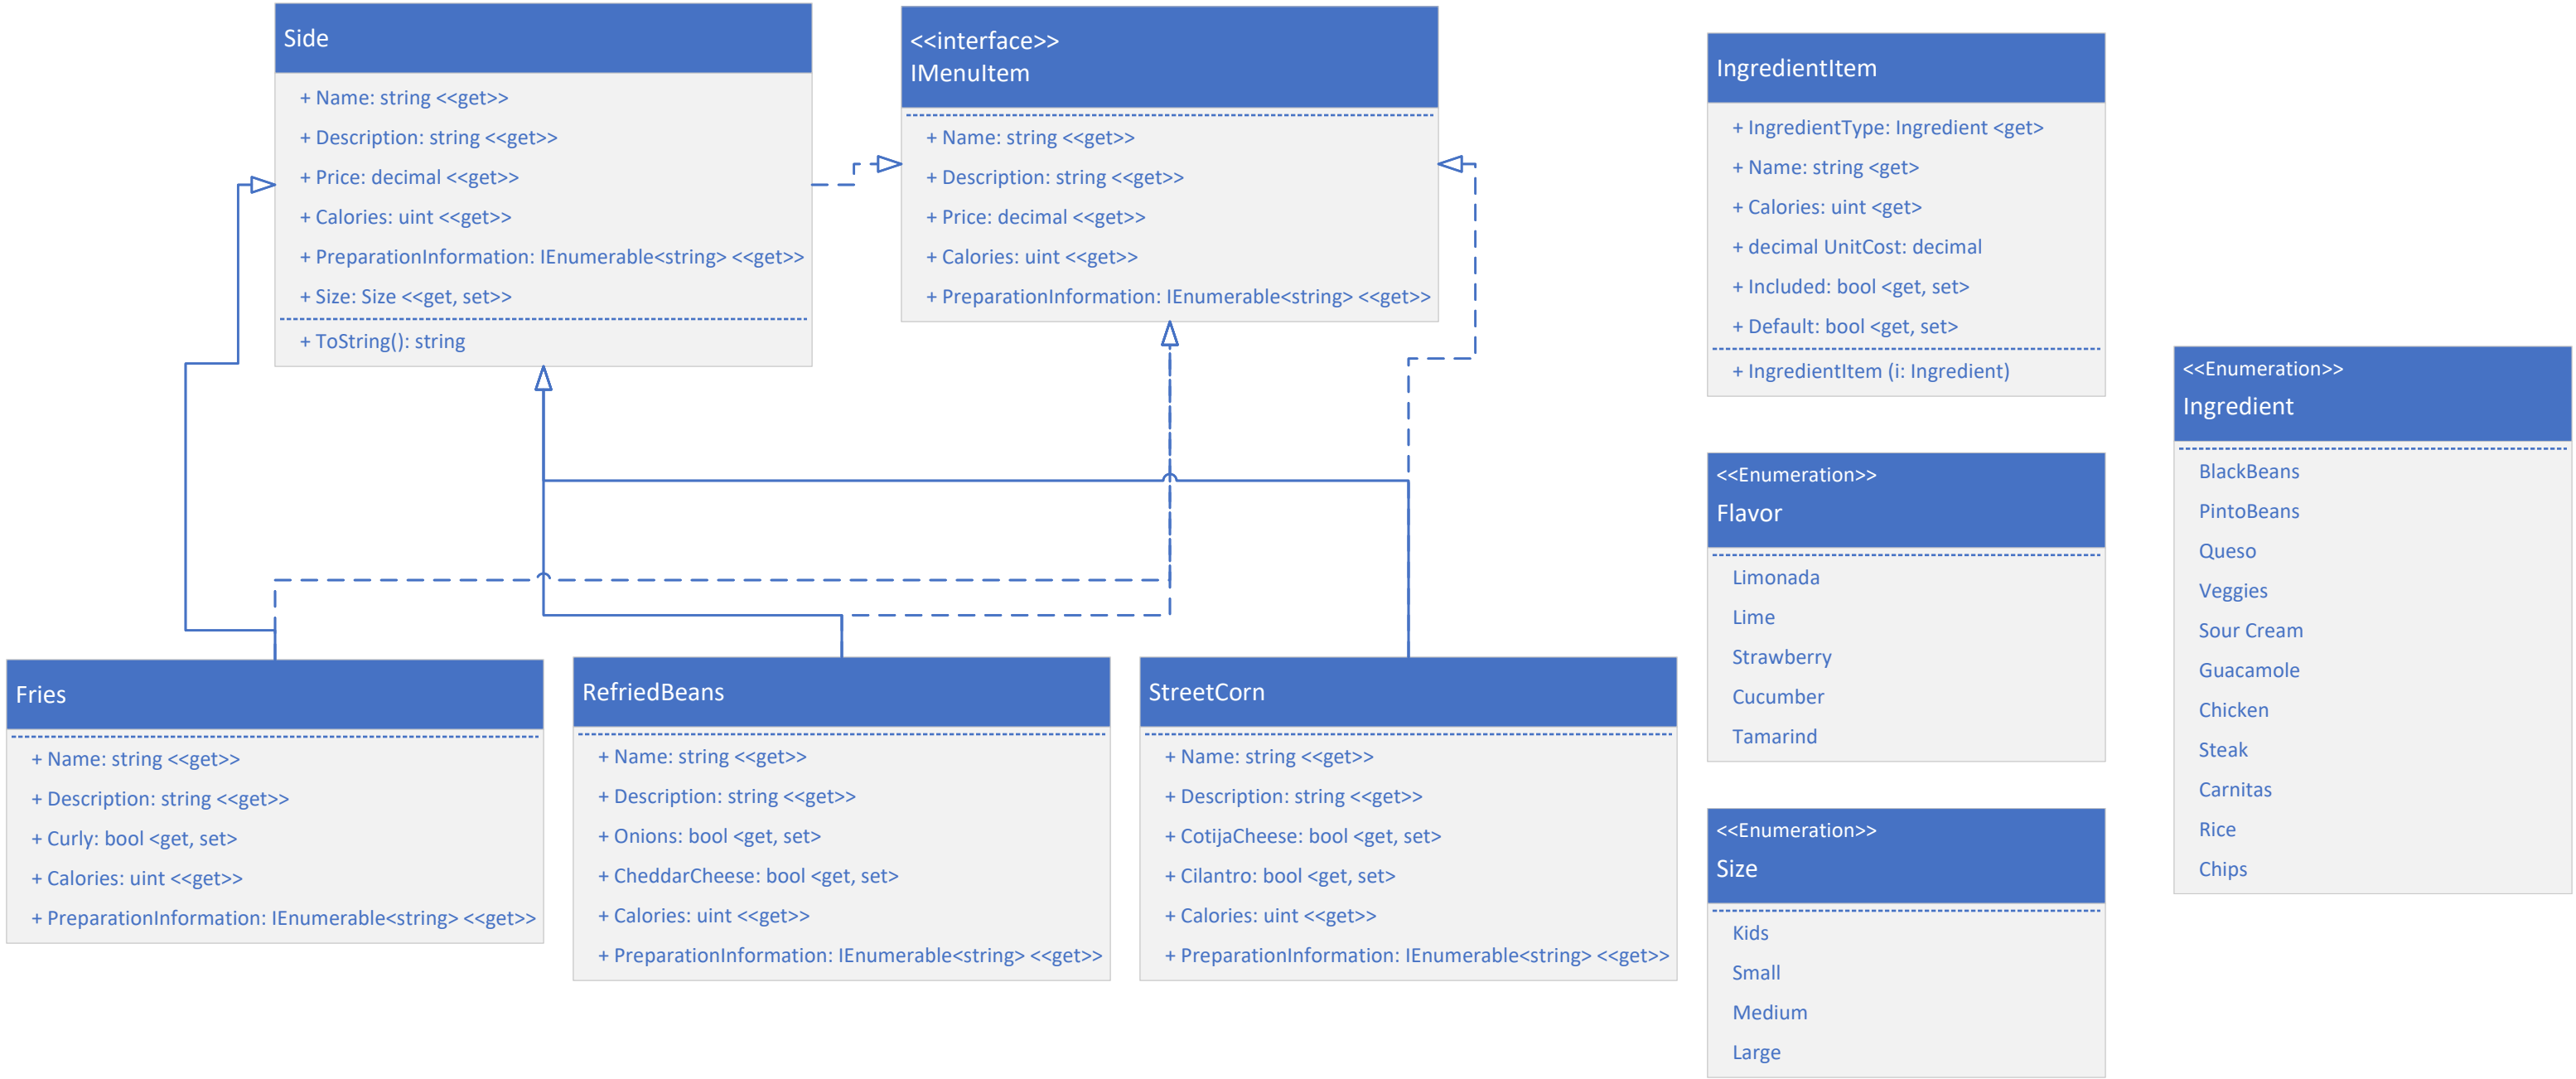 Side
+ Name: string <<get>>
+ Description: string <<get>>
+ Price: decimal <<get>>
+ Calories: uint <<get>>
+ PreparationInformation: IEnumerable<string> <<get>>
+ Size: Size <<get, set>>
+ ToString(): string
<<interface>>
IMenuItem
+ Name: string <<get>>
+ Description: string <<get>>
+ Price: decimal <<get>>
+ Calories: uint <<get>>
+ PreparationInformation: IEnumerable<string> <<get>>
IngredientItem
+ IngredientType: Ingredient <get>
+ Name: string <get>
+ Calories: uint <get>
+ decimal UnitCost: decimal
+ Included: bool <get, set>
+ Default: bool <get, set>
+ IngredientItem (i: Ingredient)
<<Enumeration>>
Ingredient
BlackBeans
PintoBeans
Queso
Veggies
Sour Cream
Guacamole
Chicken
Steak
Carnitas
Rice
Chips
<<Enumeration>>
Flavor
Limonada
Lime
Strawberry
Cucumber
Tamarind
<<Enumeration>>
Size
Kids
Small
Medium
Large
Fries
+ Name: string <<get>>
+ Description: string <<get>>
+ Curly: bool <get, set>
+ Calories: uint <<get>>
+ PreparationInformation: IEnumerable<string> <<get>>
RefriedBeans
+ Name: string <<get>>
+ Description: string <<get>>
+ Onions: bool <get, set>
+ CheddarCheese: bool <get, set>
+ Calories: uint <<get>>
+ PreparationInformation: IEnumerable<string> <<get>>
StreetCorn
+ Name: string <<get>>
+ Description: string <<get>>
+ CotijaCheese: bool <get, set>
+ Cilantro: bool <get, set>
+ Calories: uint <<get>>
+ PreparationInformation: IEnumerable<string> <<get>>